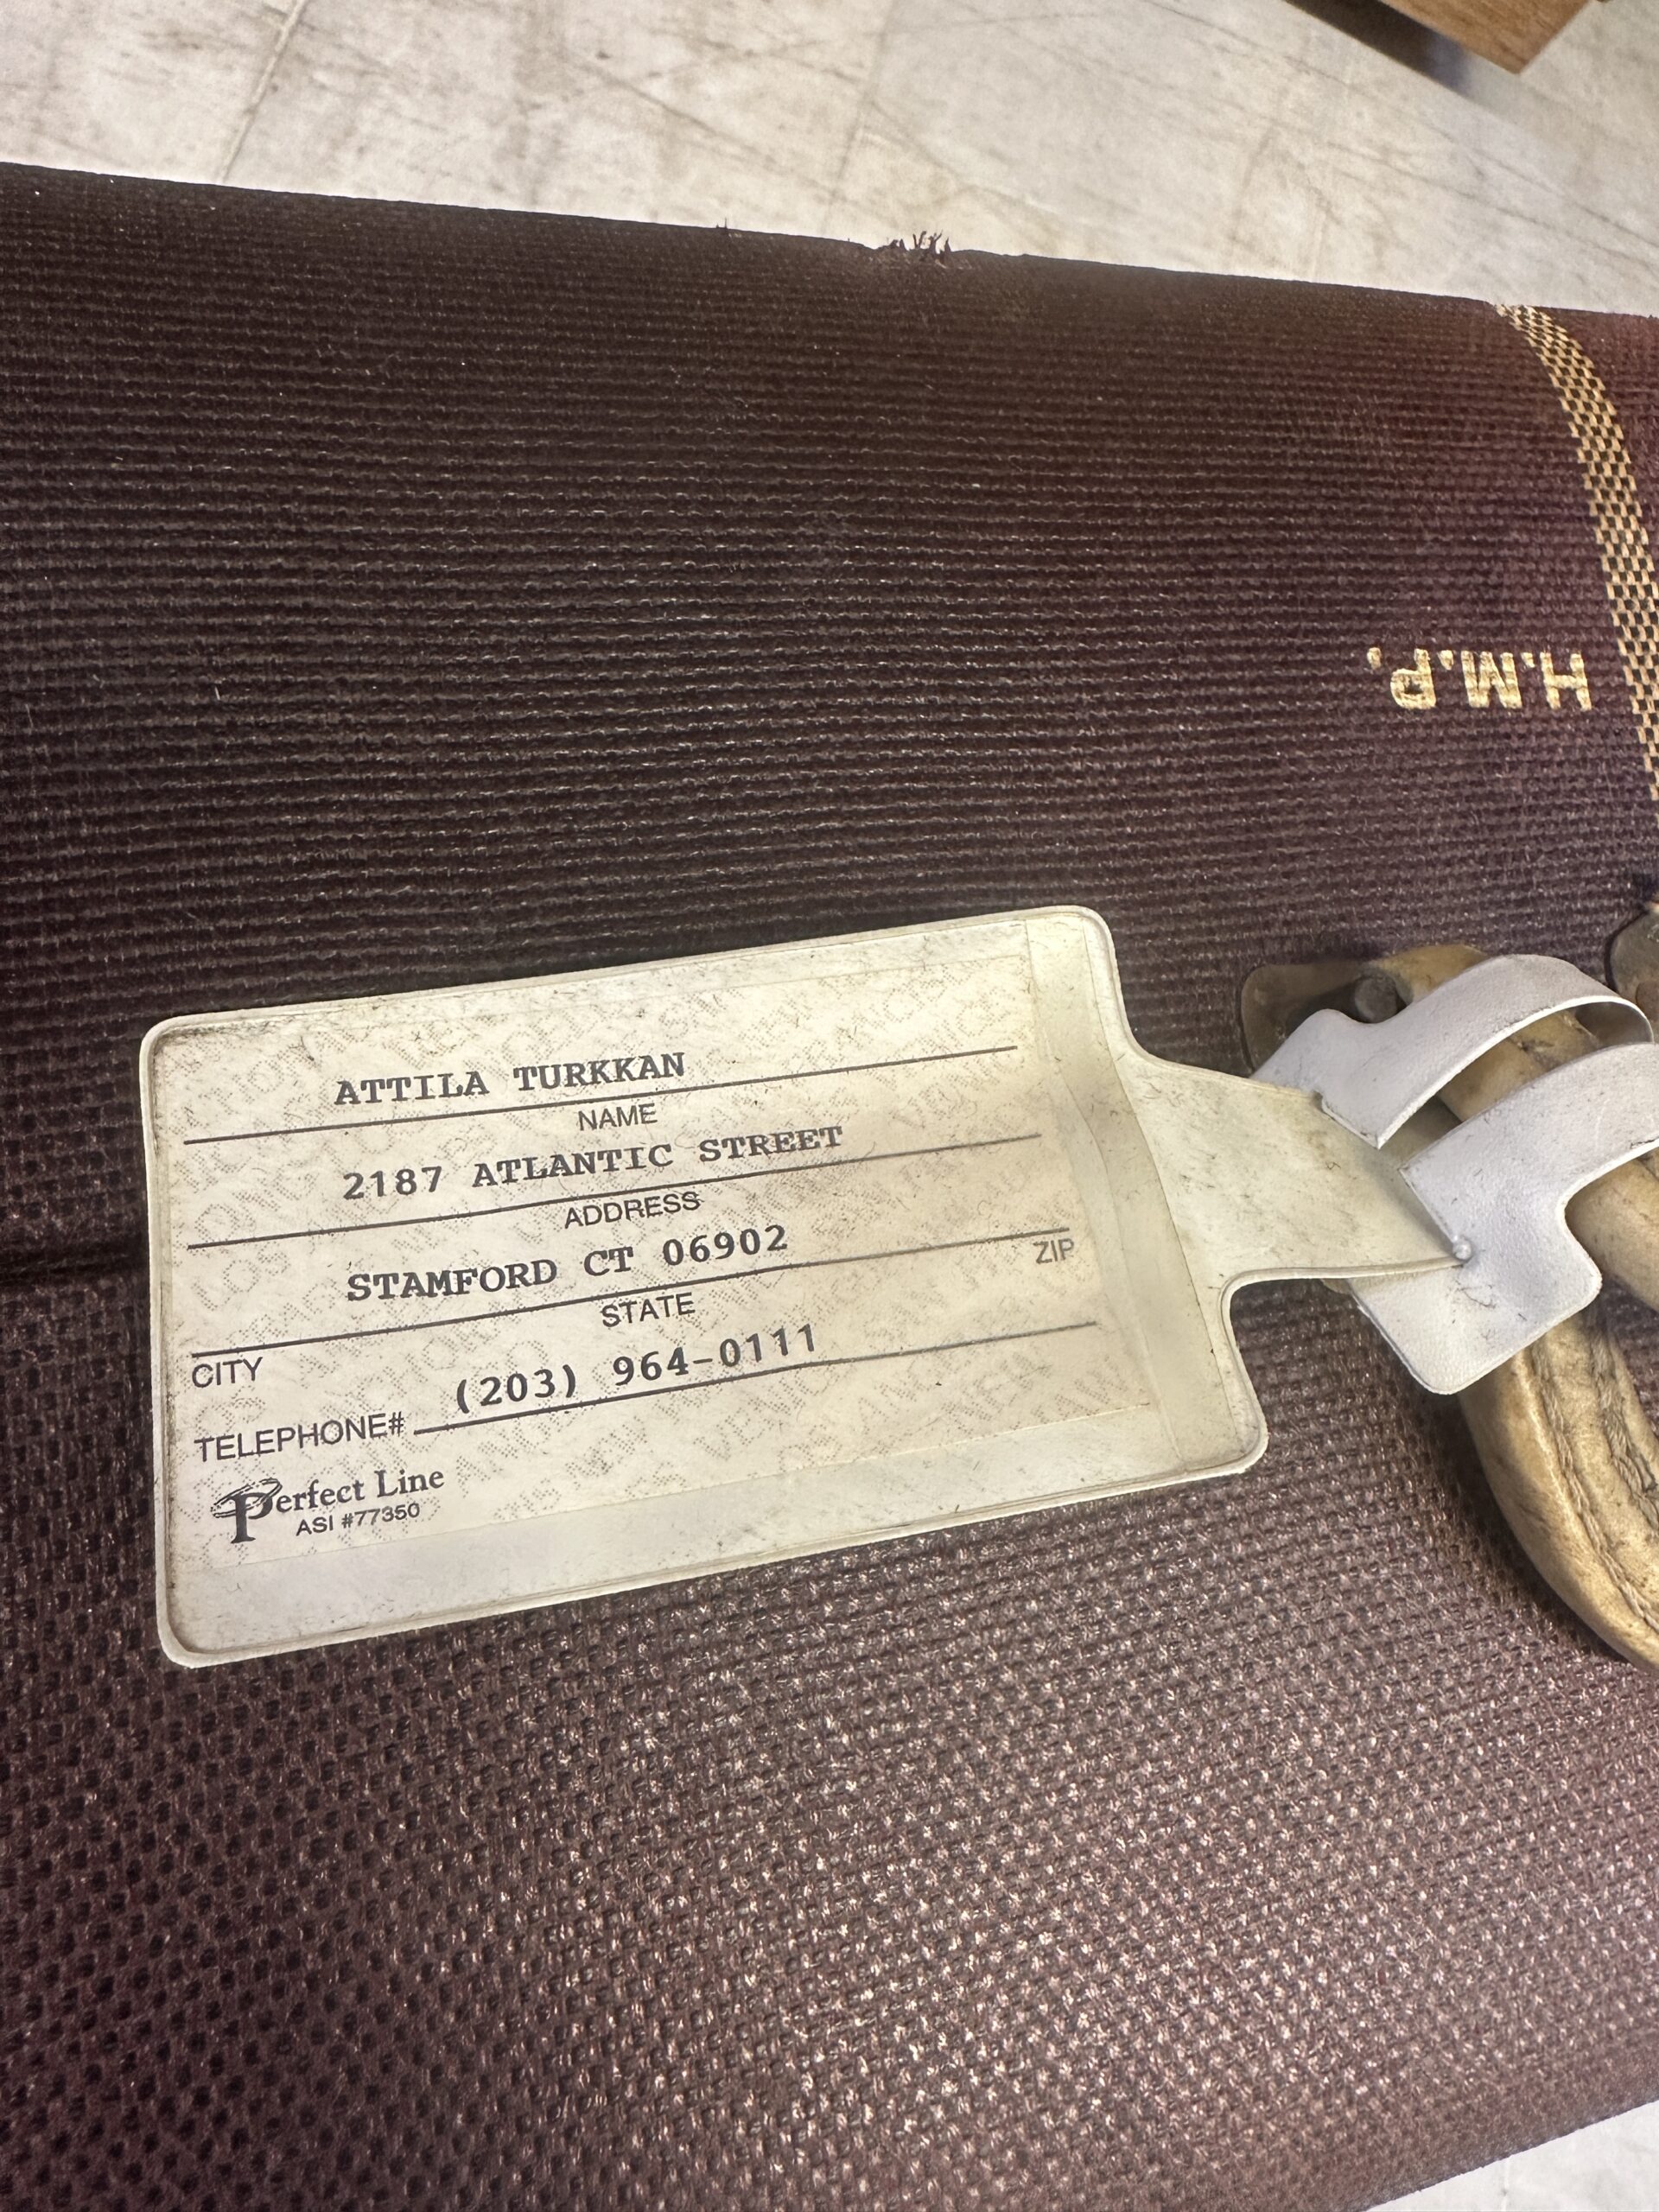 H.M.P.
ATTILA TURKKAN
NAME
2187 ATLANTIC STREET
ADDRESS
STAMFORD CT 06902
CITY STATE ZIP
(203) 964-0111
TELEPHONE#
Perfect Line
ASI #77350